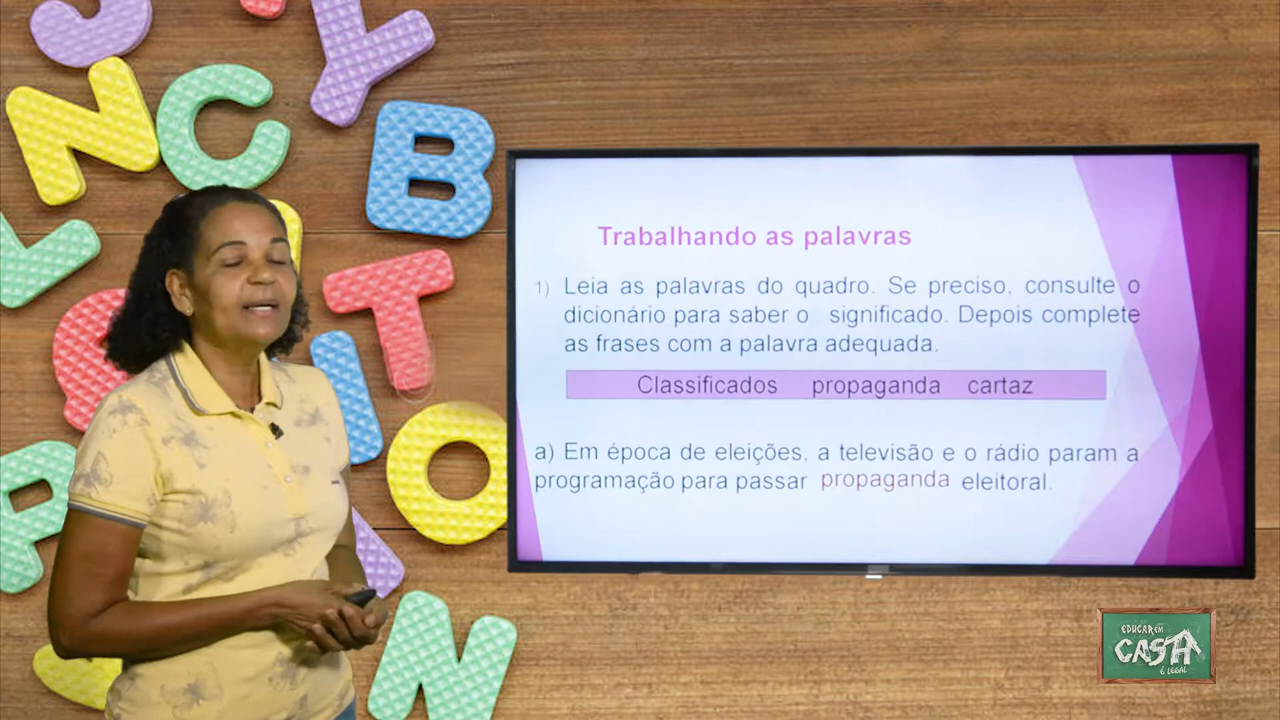 Trabalhando as palavras
1) Leia as palavras do quadro. Se preciso, consulte o
dicionário para saber o significado. Depois complete
as frases com a palavra adequada.
Classificados propaganda cartaz
a) Em época de eleições, a televisão e o rádio param a
programação para passar propaganda eleitoral.
EDUCAR EM
CASA
É LEGAL
J
Y
N
C
B
L
T
I
O
A
N